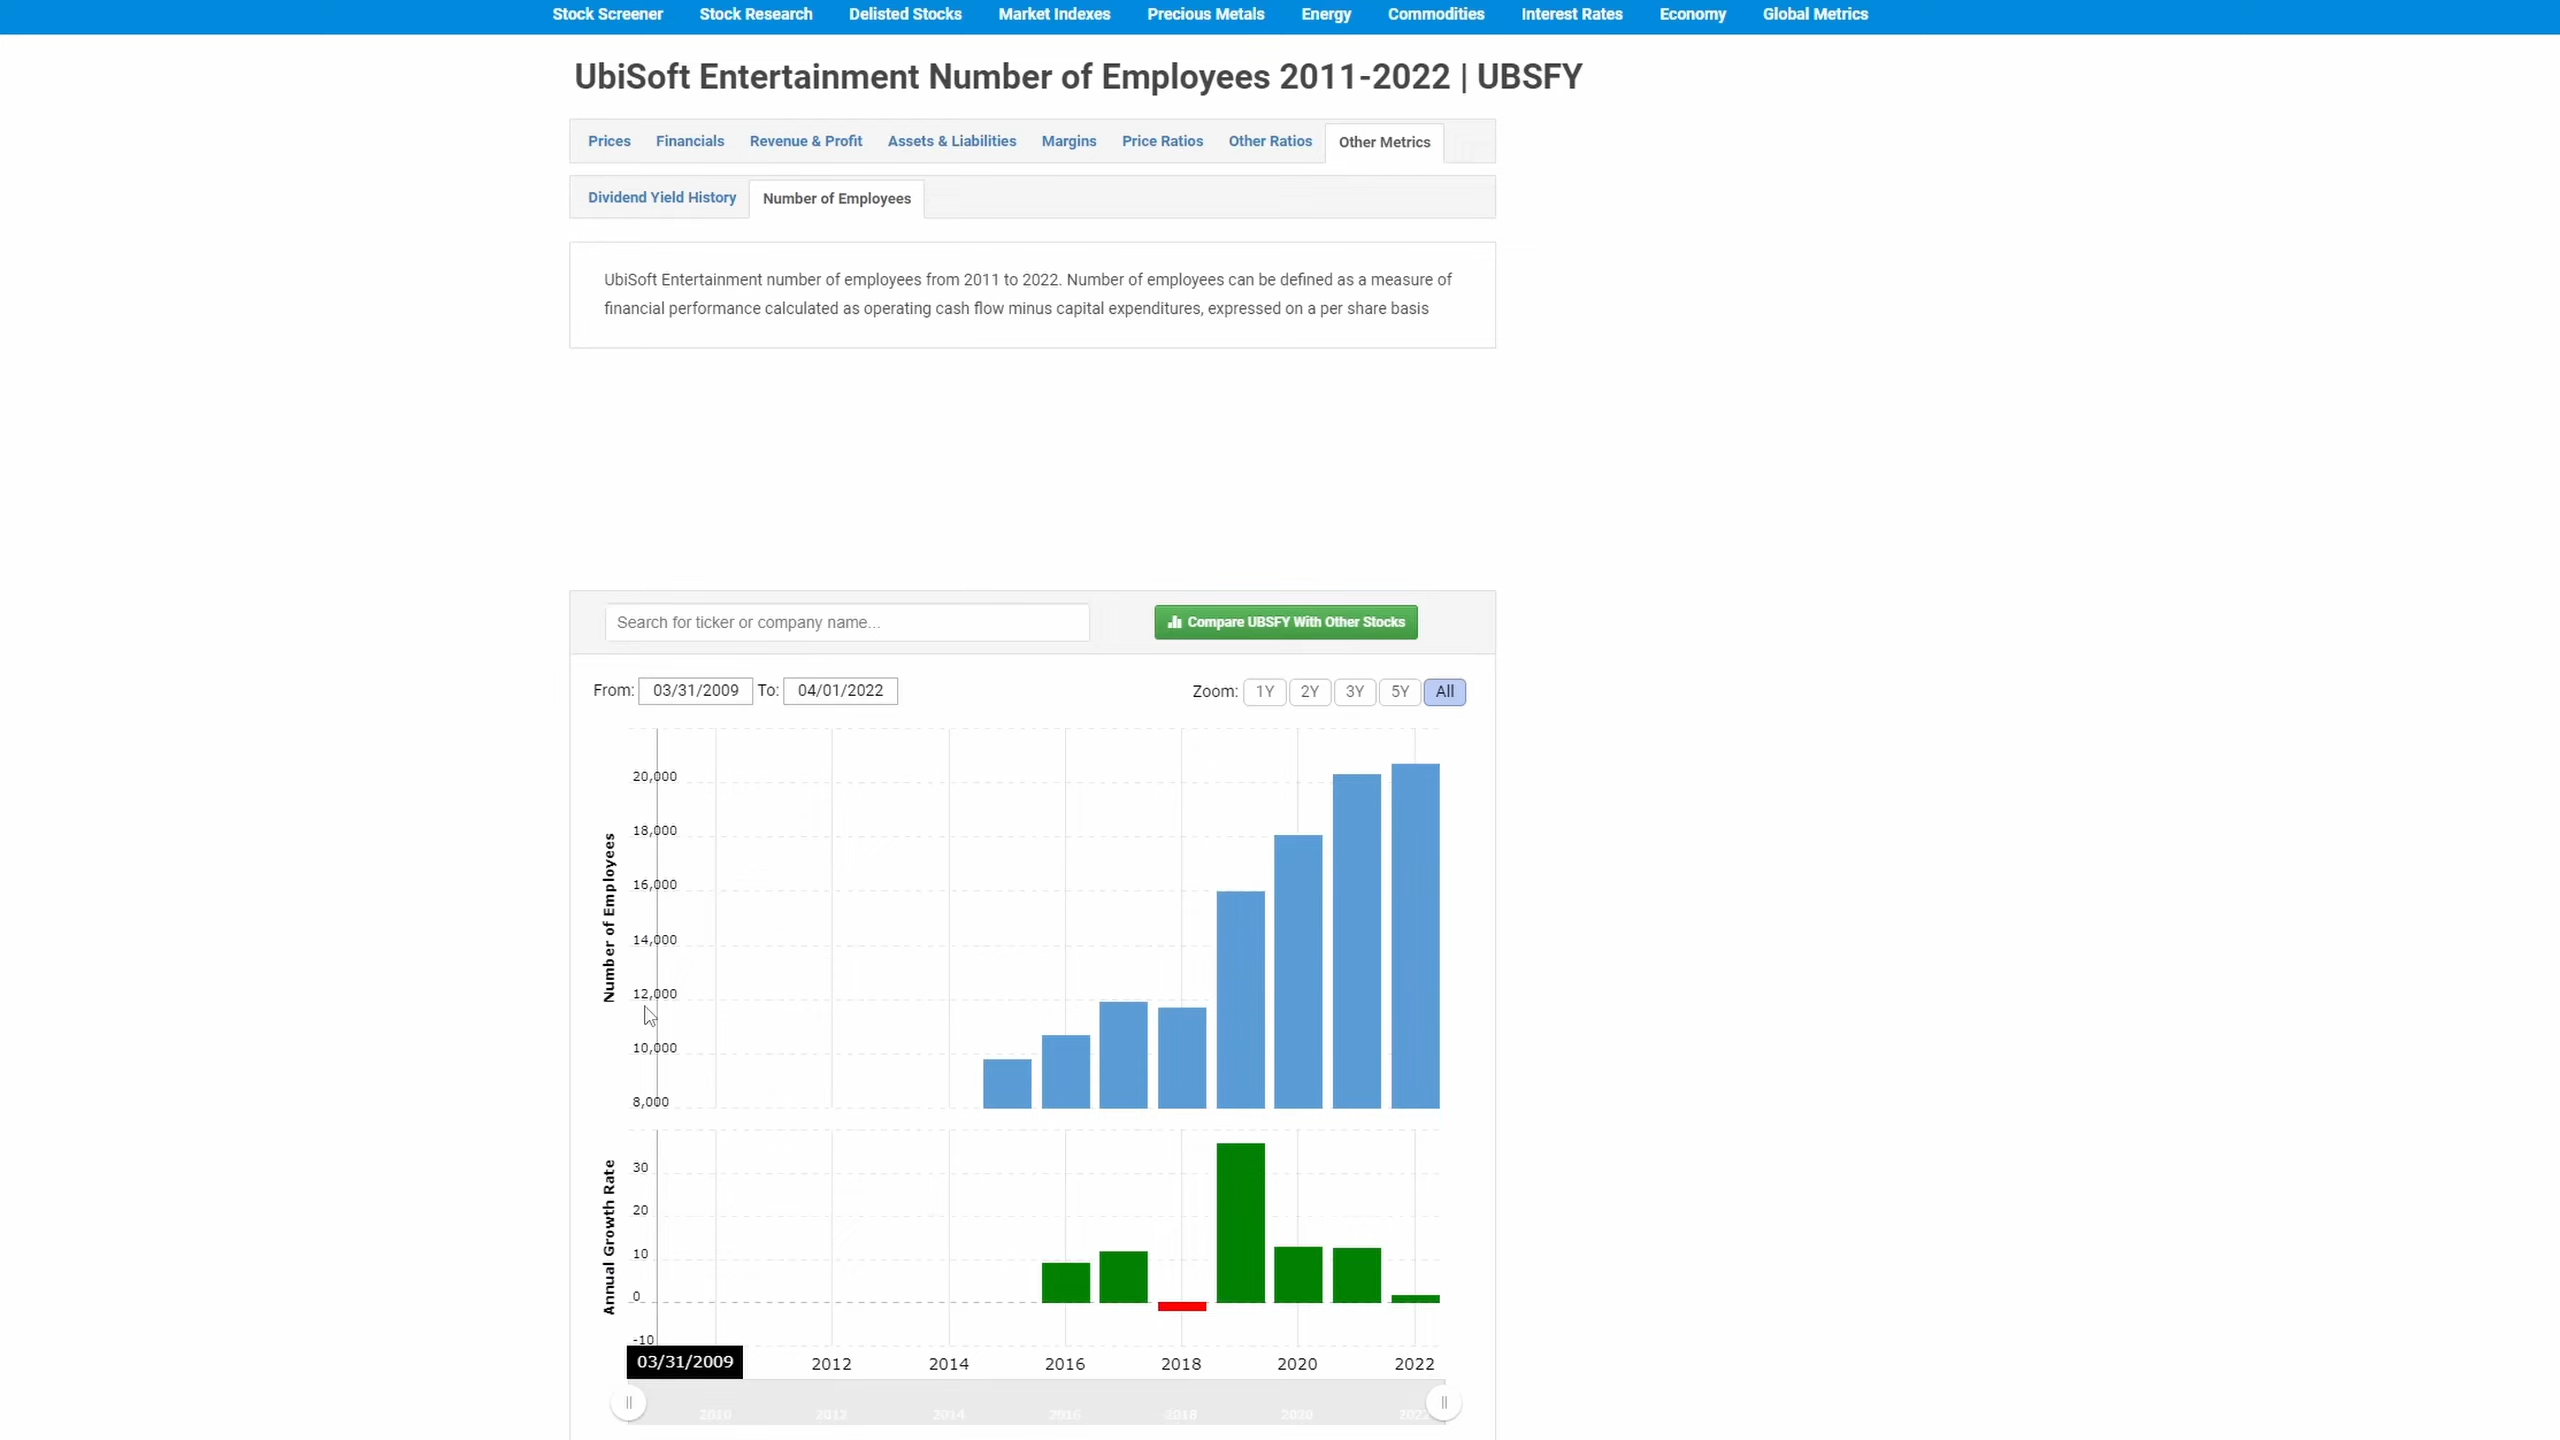 Stock Screener Stock Research Delisted Stocks Market Indexes Precious Metals Energy Commodities Interest Rates Economy Global Metrics
UbiSoft Entertainment Number of Employees 2011-2022 | UBSFY
Prices Financials Revenue & Profit Assets & Liabilities Margins Price Ratios Other Ratios Other Metrics
Dividend Yield History Number of Employees
UbiSoft Entertainment number of employees from 2011 to 2022. Number of employees can be defined as a measure of
financial performance calculated as operating cash flow minus capital expenditures, expressed on a per share basis
Search for ticker or company name... Compare UBSFY With Other Stocks
From: 03/31/2009 To: 04/01/2022 Zoom: 1Y 2Y 3Y 5Y All
Number of Employees
20,000
18,000
16,000
14,000
12,000
10,000
8,000
Annual Growth Rate
30
20
10
0
-10
03/31/2009 2012 2014 2016 2018 2020 2022
2010 2012 2014 2016 2018 2020 2022